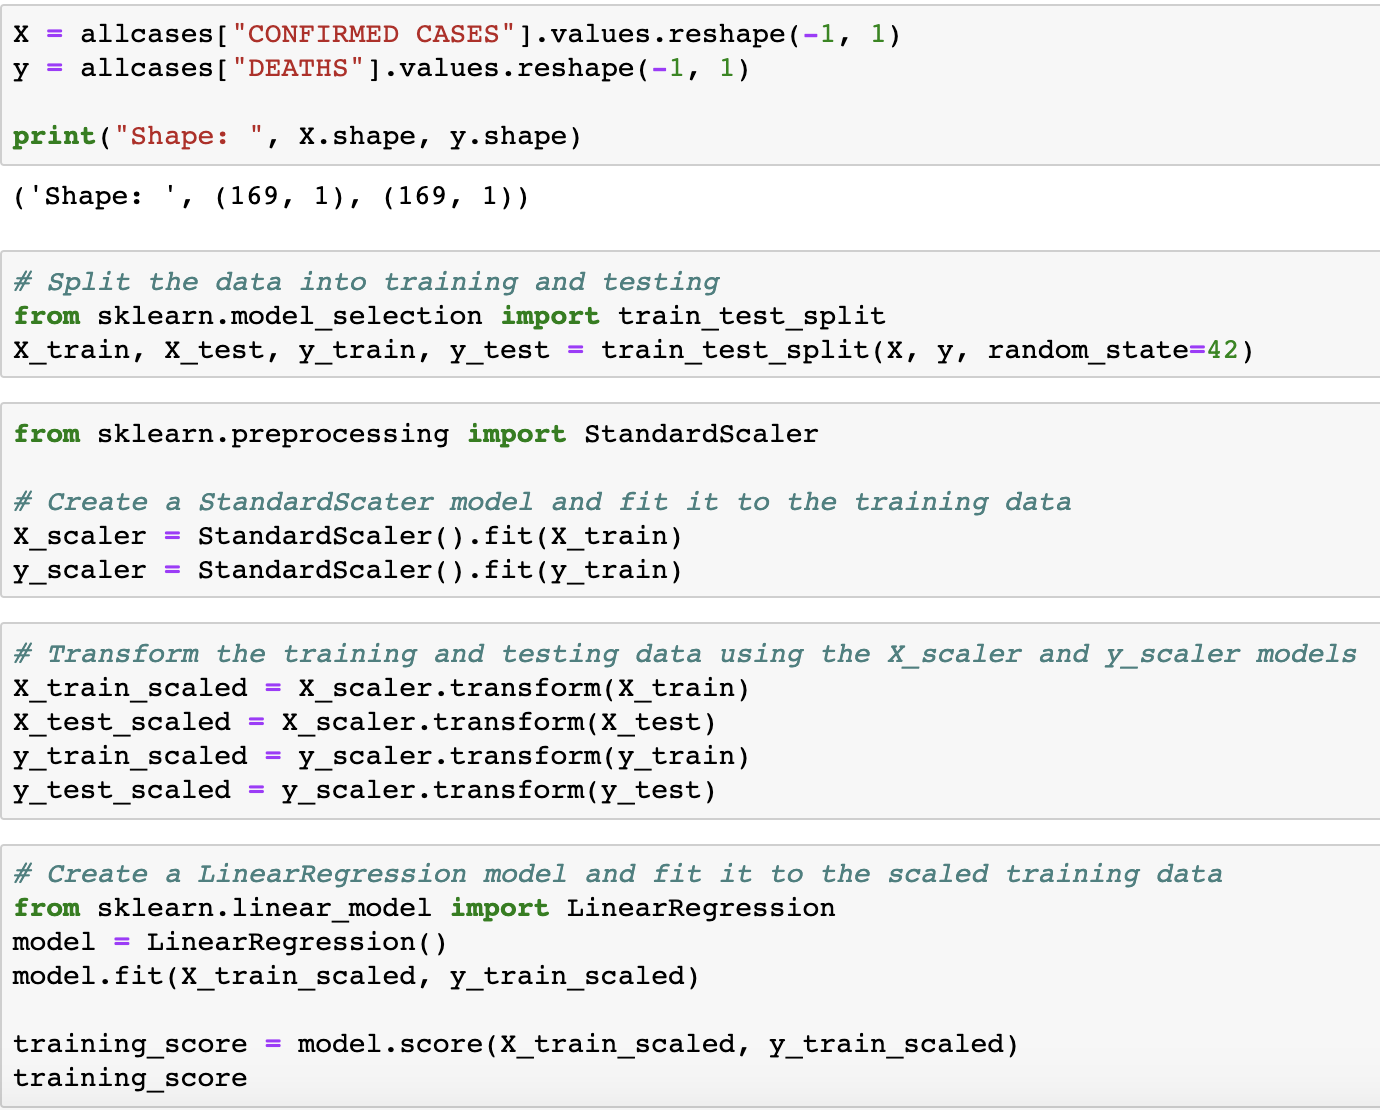 X = allcases["CONFIRMED CASES"].values.reshape(-1, 1)
y = allcases["DEATHS"].values.reshape(-1, 1)
print("Shape: ", X.shape, y.shape)
('Shape: ', (169, 1), (169, 1))
# Split the data into training and testing
from sklearn.model_selection import train_test_split
X_train, X_test, y_train, y_test = train_test_split(X, y, random_state=42)
from sklearn.preprocessing import StandardScaler
# Create a StandardScater model and fit it to the training data
X_scaler = StandardScaler().fit(X_train)
y_scaler = StandardScaler().fit(y_train)
# Transform the training and testing data using the X_scaler and y_scaler models
X_train_scaled = X_scaler.transform(X_train)
X_test_scaled = X_scaler.transform(X_test)
y_train_scaled = y_scaler.transform(y_train)
y_test_scaled = y_scaler.transform(y_test)
# Create a LinearRegression model and fit it to the scaled training data
from sklearn.linear_model import LinearRegression
model = LinearRegression()
model.fit(X_train_scaled, y_train_scaled)
training_score = model.score(X_train_scaled, y_train_scaled)
training_score